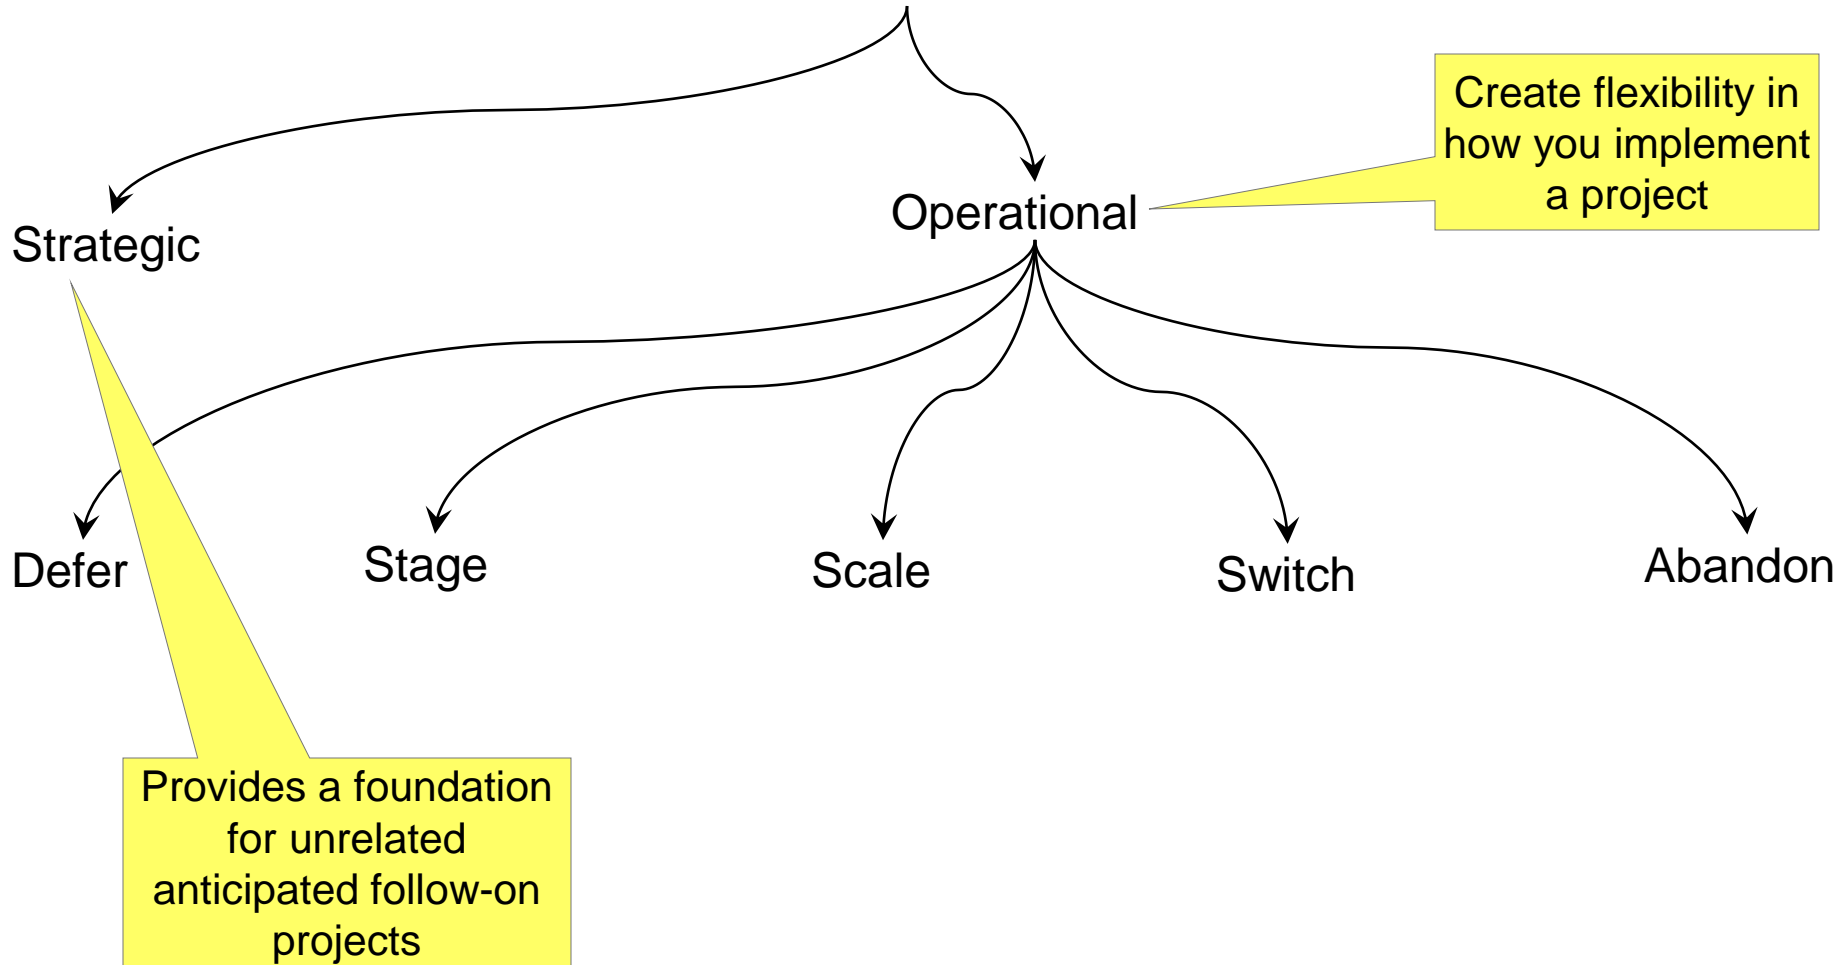 Create flexibility in
how you implement
a project
Operational
Strategic
Defer
Stage
Scale
Switch
Abandon
Provides a foundation
for unrelated
anticipated follow-on
projects